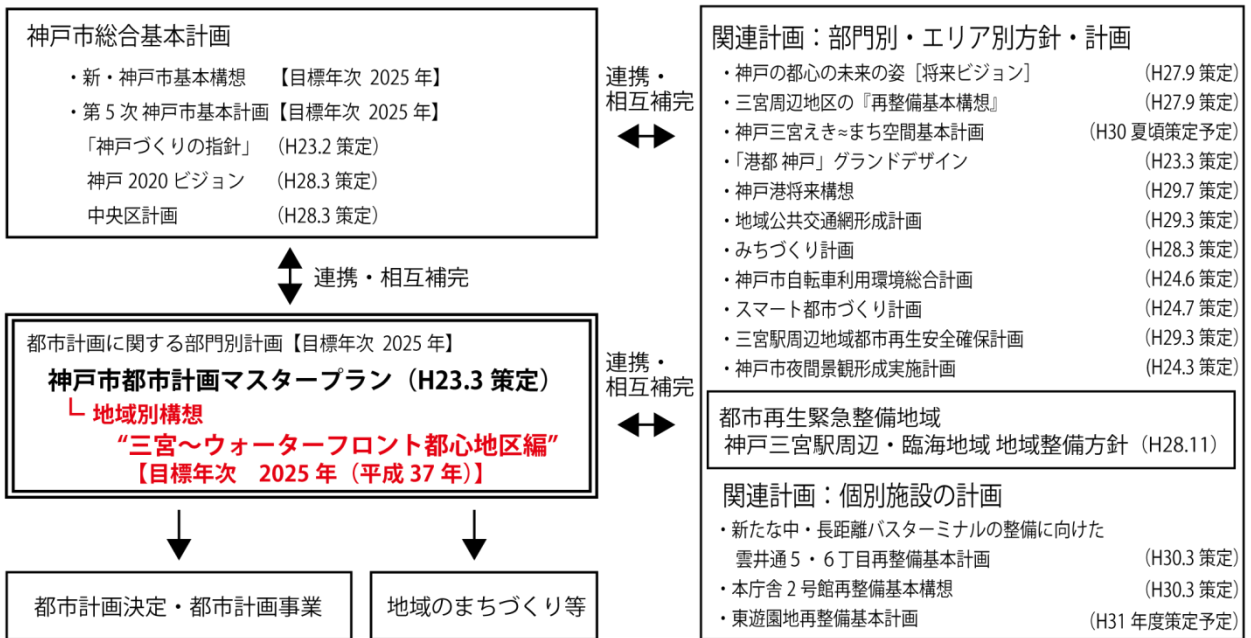 神戸市総合基本計画
・新・神戸市基本構想 【目標年次 2025 年】
・第 5 次 神戸市基本計画【目標年次 2025 年】
「神戸づくりの指針」 （H23.2 策定）
神戸 2020 ビジョン （H28.3 策定）
中央区計画 （H28.3 策定）
連携・相互補完
都市計画に関する部門別計画【目標年次 2025 年】
神戸市都市計画マスタープラン（H23.3 策定）
地域別構想
“三宮～ウォーターフロント都心地区編”
【目標年次 2025 年（平成 37 年）】
都市計画決定・都市計画事業
地域のまちづくり等
連携・
相互補完
連携・
相互補完
関連計画：部門別・エリア別方針・計画
・神戸の都心の未来の姿［将来ビジョン］ (H27.9 策定)
・三宮周辺地区の『再整備基本構想』 (H27.9 策定)
・神戸三宮えき≈まち空間基本計画 (H30 夏頃策定予定)
・「港都 神戸」グランドデザイン (H23.3 策定)
・神戸港将来構想 (H29.7 策定)
・地域公共交通網形成計画 (H29.3 策定)
・みちづくり計画 (H28.3 策定)
・神戸市自転車利用環境総合計画 (H24.6 策定)
・スマート都市づくり計画 (H24.7 策定)
・三宮駅周辺地域都市再生安全確保計画 (H29.3 策定)
・神戸市夜間景観形成実施計画 (H24.3 策定)
都市再生緊急整備地域
神戸三宮駅周辺・臨海地域 地域整備方針（H28.11）
関連計画：個別施設の計画
・新たな中・長距離バスターミナルの整備に向けた
雲井通 5・6 丁目再整備基本計画 (H30.3 策定)
・本庁舎 2 号館再整備基本構想 (H30.3 策定)
・東遊園地再整備基本計画 (H31 年度策定予定)